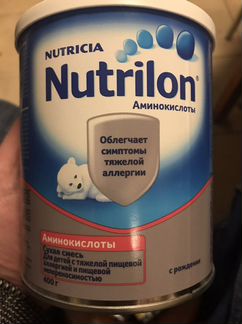 NUTRICIA
Nutrilon®
Аминокислоты
Облегчает
симптомы
тяжелой
аллергии
с рождения
Аминокислоты
Сухая смесь
Для детей с тяжелой пищевой
аллергией и пищевой
непереносимостью
400 г